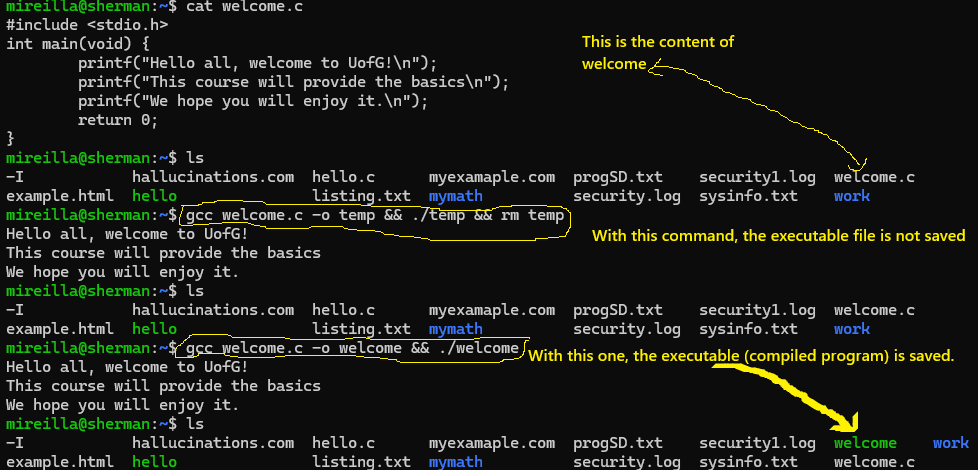 mireilla@sherman:~$ cat welcome.c
#include <stdio.h>
int main(void) {
This is the content of
printf("Hello all, welcome to UofG!\n");
welcome
printf("This course will provide the basics\n");
printf("We hope you will enjoy it.\n");
return 0;
}
mireilla@sherman:~$ ls
-I hallucinations.com hello.c myexamaple.com progSD.txt security1.log welcome.c
example.html hello listing.txt mymath security.log sysinfo.txt work
mireilla@sherman:~$ gcc welcome.c -o temp && ./temp && rm temp
Hello all, welcome to UofG!
With this command, the executable file is not saved
This course will provide the basics
We hope you will enjoy it.
mireilla@sherman:~$ ls
-I hallucinations.com hello.c myexamaple.com progSD.txt security1.log welcome.c
example.html hello listing.txt mymath security.log sysinfo.txt work
mireilla@sherman:~$ gcc welcome.c -o welcome && ./welcome
With this one, the executable (compiled program) is saved.
Hello all, welcome to UofG!
This course will provide the basics
We hope you will enjoy it.
mireilla@sherman:~$ ls
-I hallucinations.com hello.c myexamaple.com progSD.txt security1.log welcome work
example.html hello listing.txt mymath security.log sysinfo.txt welcome.c